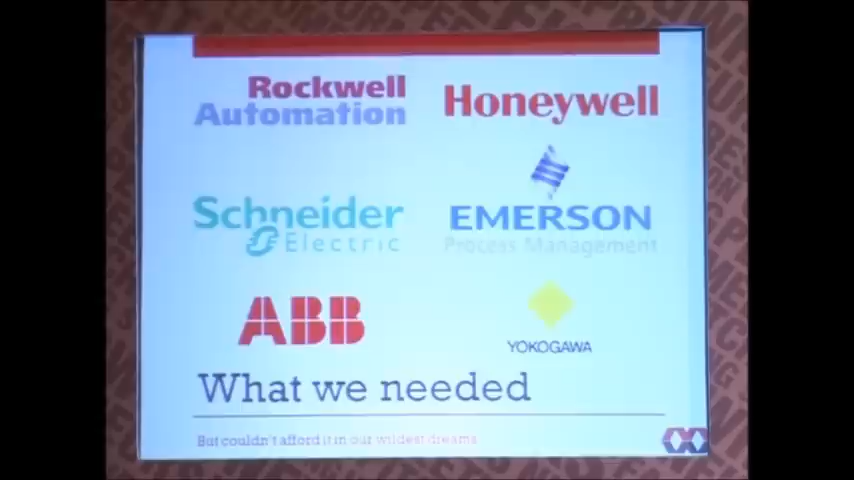 Rockwell
Automation
Honeywell
Schneider
Electric
EMERSON
Process Management
ABB
YOKOGAWA
What we needed
But couldn't afford it in our wildest dreams